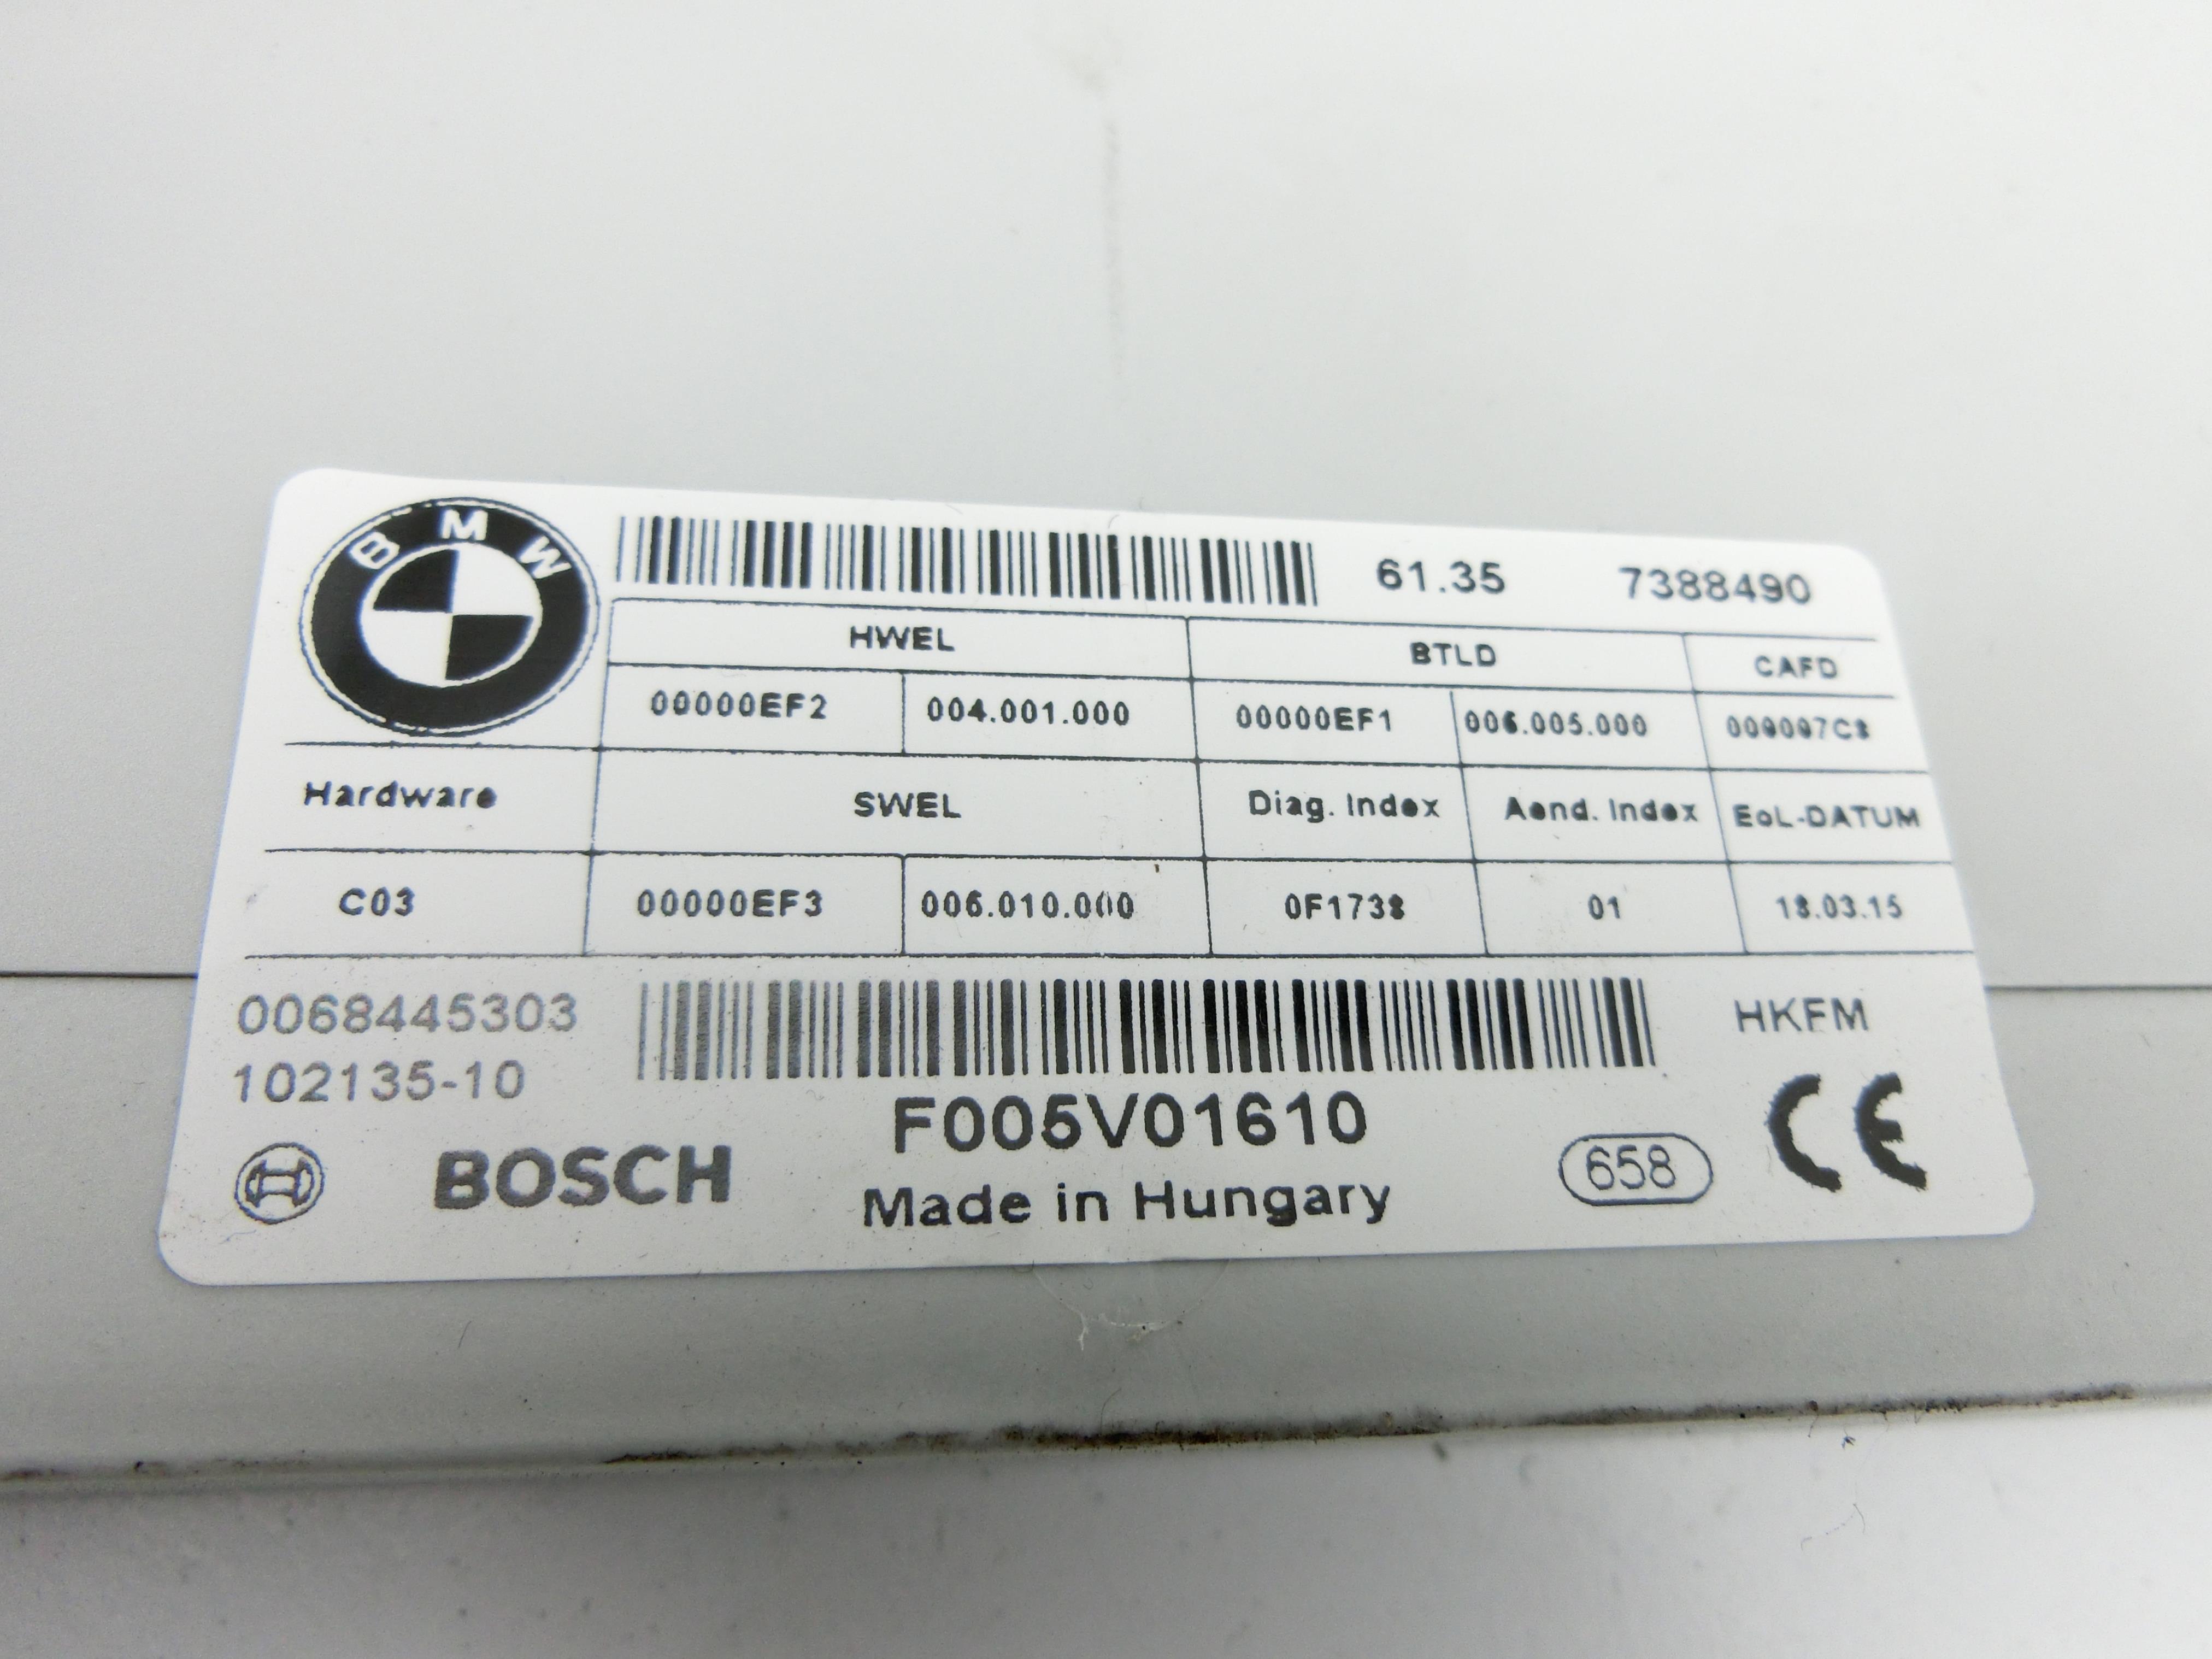 BMW
61.35 7388490
HWEL BTLD CAFD
00000EF2 004.001.000 00000EF1 006.005.000 000007C8
Hardware SWEL Diag. Index Aend. Index EoL-DATUM
C03 00000EF3 006.010.000 0F1738 01 18.03.15
0068445303 HKFM
102135-10
F005V01610
BOSCH Made in Hungary 658 CE